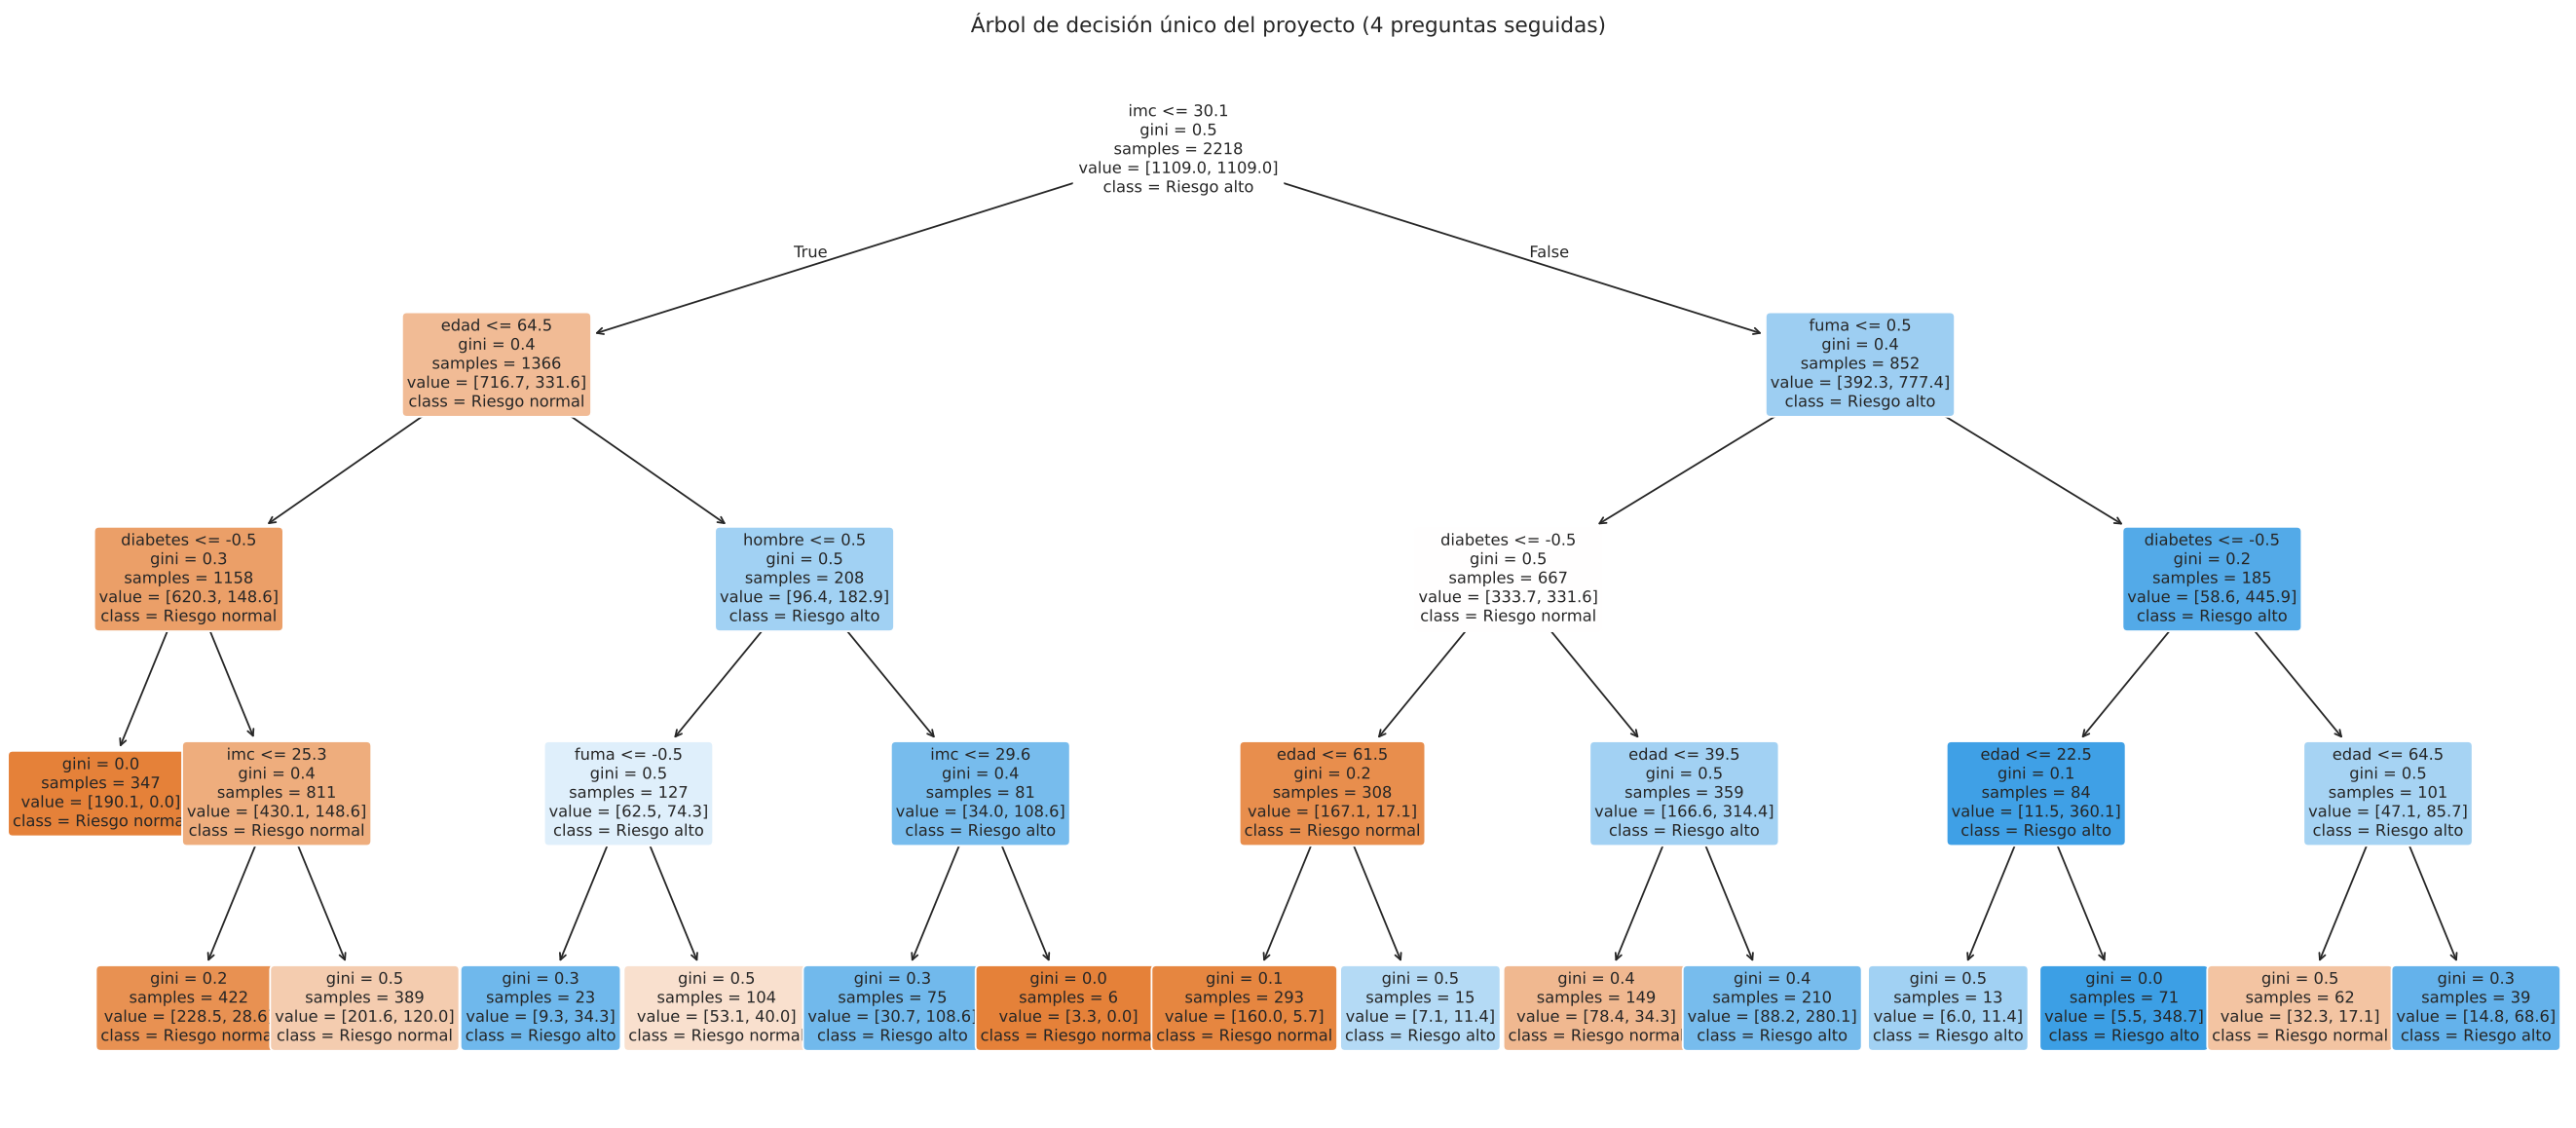 Árbol de decisión único del proyecto (4 preguntas seguidas)
imc <= 30.1
gini = 0.5
samples = 2218
value = [1109.0, 1109.0]
class = Riesgo alto
True
False
edad <= 64.5
gini = 0.4
samples = 1366
value = [716.7, 331.6]
class = Riesgo normal
fuma <= 0.5
gini = 0.4
samples = 852
value = [392.3, 777.4]
class = Riesgo alto
diabetes <= -0.5
gini = 0.3
samples = 1158
value = [620.3, 148.6]
class = Riesgo normal
hombre <= 0.5
gini = 0.5
samples = 208
value = [96.4, 182.9]
class = Riesgo alto
diabetes <= -0.5
gini = 0.5
samples = 667
value = [333.7, 331.6]
class = Riesgo normal
diabetes <= -0.5
gini = 0.2
samples = 185
value = [58.6, 445.9]
class = Riesgo alto
gini = 0.0
samples = 347
value = [190.1, 0.0]
class = Riesgo norma
imc <= 25.3
gini = 0.4
samples = 811
value = [430.1, 148.6]
class = Riesgo normal
fuma <= -0.5
gini = 0.5
samples = 127
value = [62.5, 74.3]
class = Riesgo alto
imc <= 29.6
gini = 0.4
samples = 81
value = [34.0, 108.6]
class = Riesgo alto
edad <= 61.5
gini = 0.2
samples = 308
value = [167.1, 17.1]
class = Riesgo normal
edad <= 39.5
gini = 0.5
samples = 359
value = [166.6, 314.4]
class = Riesgo alto
edad <= 22.5
gini = 0.1
samples = 84
value = [11.5, 360.1]
class = Riesgo alto
edad <= 64.5
gini = 0.5
samples = 101
value = [47.1, 85.7]
class = Riesgo alto
gini = 0.2
samples = 422
value = [228.5, 28.6
class = Riesgo norma
gini = 0.5
samples = 389
value = [201.6, 120.0]
class = Riesgo normal
gini = 0.3
samples = 23
value = [9.3, 34.3]
class = Riesgo alto
gini = 0.5
samples = 104
value = [53.1, 40.0]
class = Riesgo normal
gini = 0.3
samples = 75
value = [30.7, 108.6]
class = Riesgo alto
gini = 0.0
samples = 6
value = [3.3, 0.0]
class = Riesgo norma
gini = 0.1
samples = 293
value = [160.0, 5.7]
class = Riesgo normal
gini = 0.5
samples = 15
value = [7.1, 11.4]
class = Riesgo alto
gini = 0.4
samples = 149
value = [78.4, 34.3]
class = Riesgo normal
gini = 0.4
samples = 210
value = [88.2, 280.1]
class = Riesgo alto
gini = 0.5
samples = 13
value = [6.0, 11.4]
class = Riesgo alto
gini = 0.0
samples = 71
value = [5.5, 348.7]
class = Riesgo alto
gini = 0.5
samples = 62
value = [32.3, 17.1]
class = Riesgo normal
gini = 0.3
samples = 39
value = [14.8, 68.6]
class = Riesgo alto